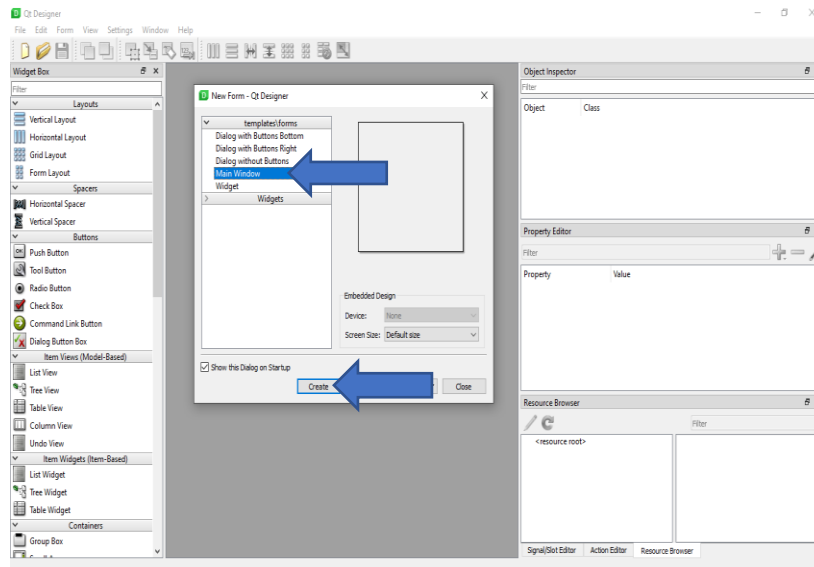 Qt Designer
File Edit Form View Settings Window Help
Widget Box
Filter
Layouts
Vertical Layout
Horizontal Layout
Grid Layout
Form Layout
Spacers
Horizontal Spacer
Vertical Spacer
Buttons
OK Push Button
Tool Button
Radio Button
Check Box
Command Link Button
Dialog Button Box
Item Views (Model-Based)
List View
Tree View
Table View
Column View
Undo View
Item Widgets (Item-Based)
List Widget
Tree Widget
Table Widget
Containers
Group Box
New Form - Qt Designer
templates\forms
Dialog with Buttons Bottom
Dialog with Buttons Right
Dialog without Buttons
Main Window
Widget
Widgets
Embedded Design
Device: None
Screen Size: Default size
Show this Dialog on Startup
Create
Close
Object Inspector
Filter
Object Class
Property Editor
Filter
Property Value
Resource Browser
Filter
<resource root>
Signal/Slot Editor Action Editor Resource Browser